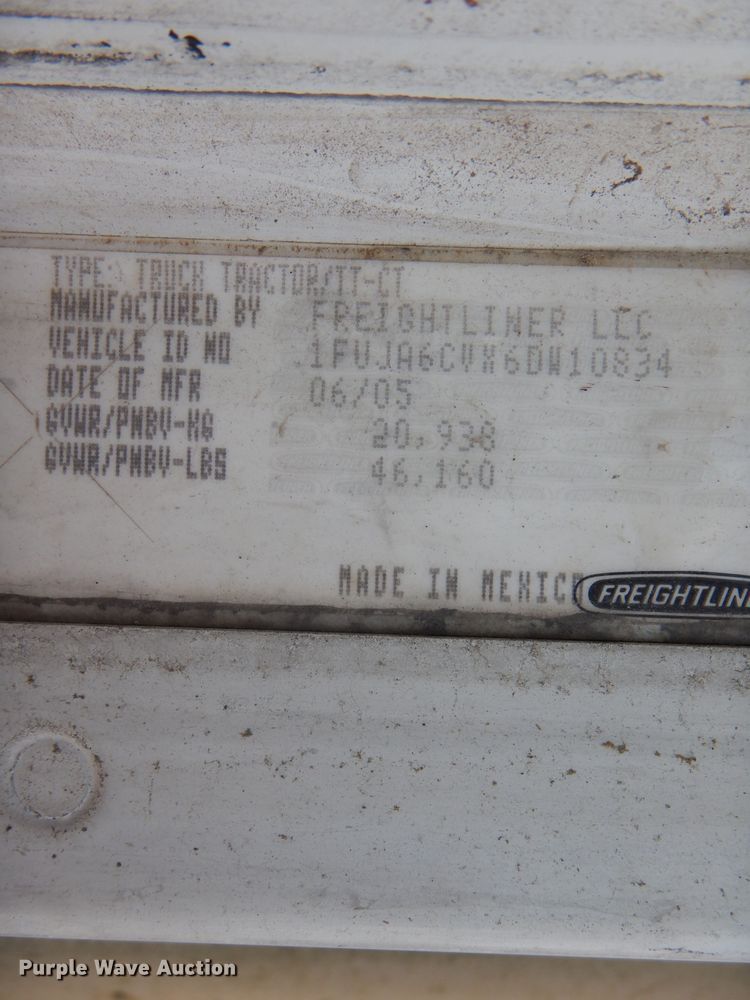 TYPE: TRUCK TRACTOR/TT-CT
MANUFACTURED BY FREIGHTLINER LLC
VEHICLE ID NO 1FUJA6CVX6DW10834
DATE OF MFR 06/05
GVWR/PNBV-KG 20,938
GVWR/PNBV-LBS 46,160
MADE IN MEXICO
FREIGHTLIN
Purple Wave Auction